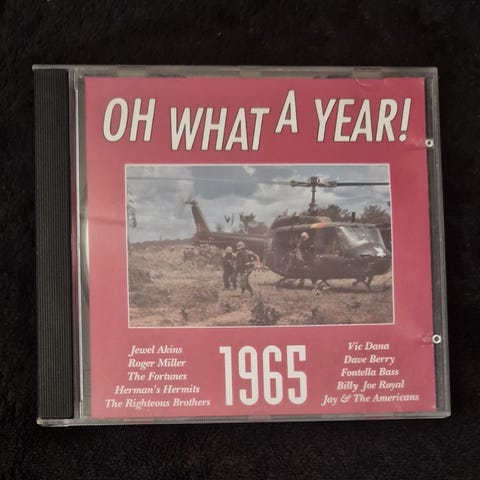 OH WHAT A YEAR!
Jewel Akins
Roger Miller
The Fortunes
Herman's Hermits
The Righteous Brothers
1965
Vic Dana
Dave Berry
Fontella Bass
Billy Joe Royal
Jay & The Americans